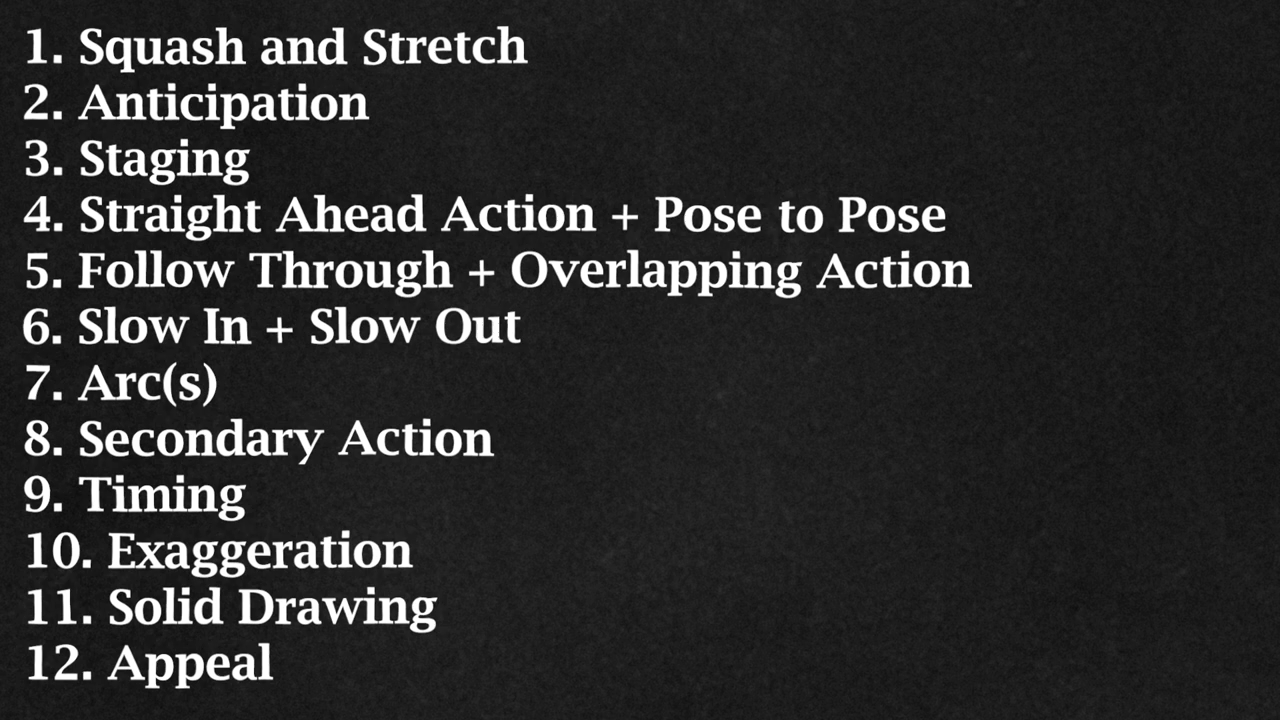 1. Squash and Stretch
2. Anticipation
3. Staging
4. Straight Ahead Action + Pose to Pose
5. Follow Through + Overlapping Action
6. Slow In + Slow Out
7. Arc(s)
8. Secondary Action
9. Timing
10. Exaggeration
11. Solid Drawing
12. Appeal